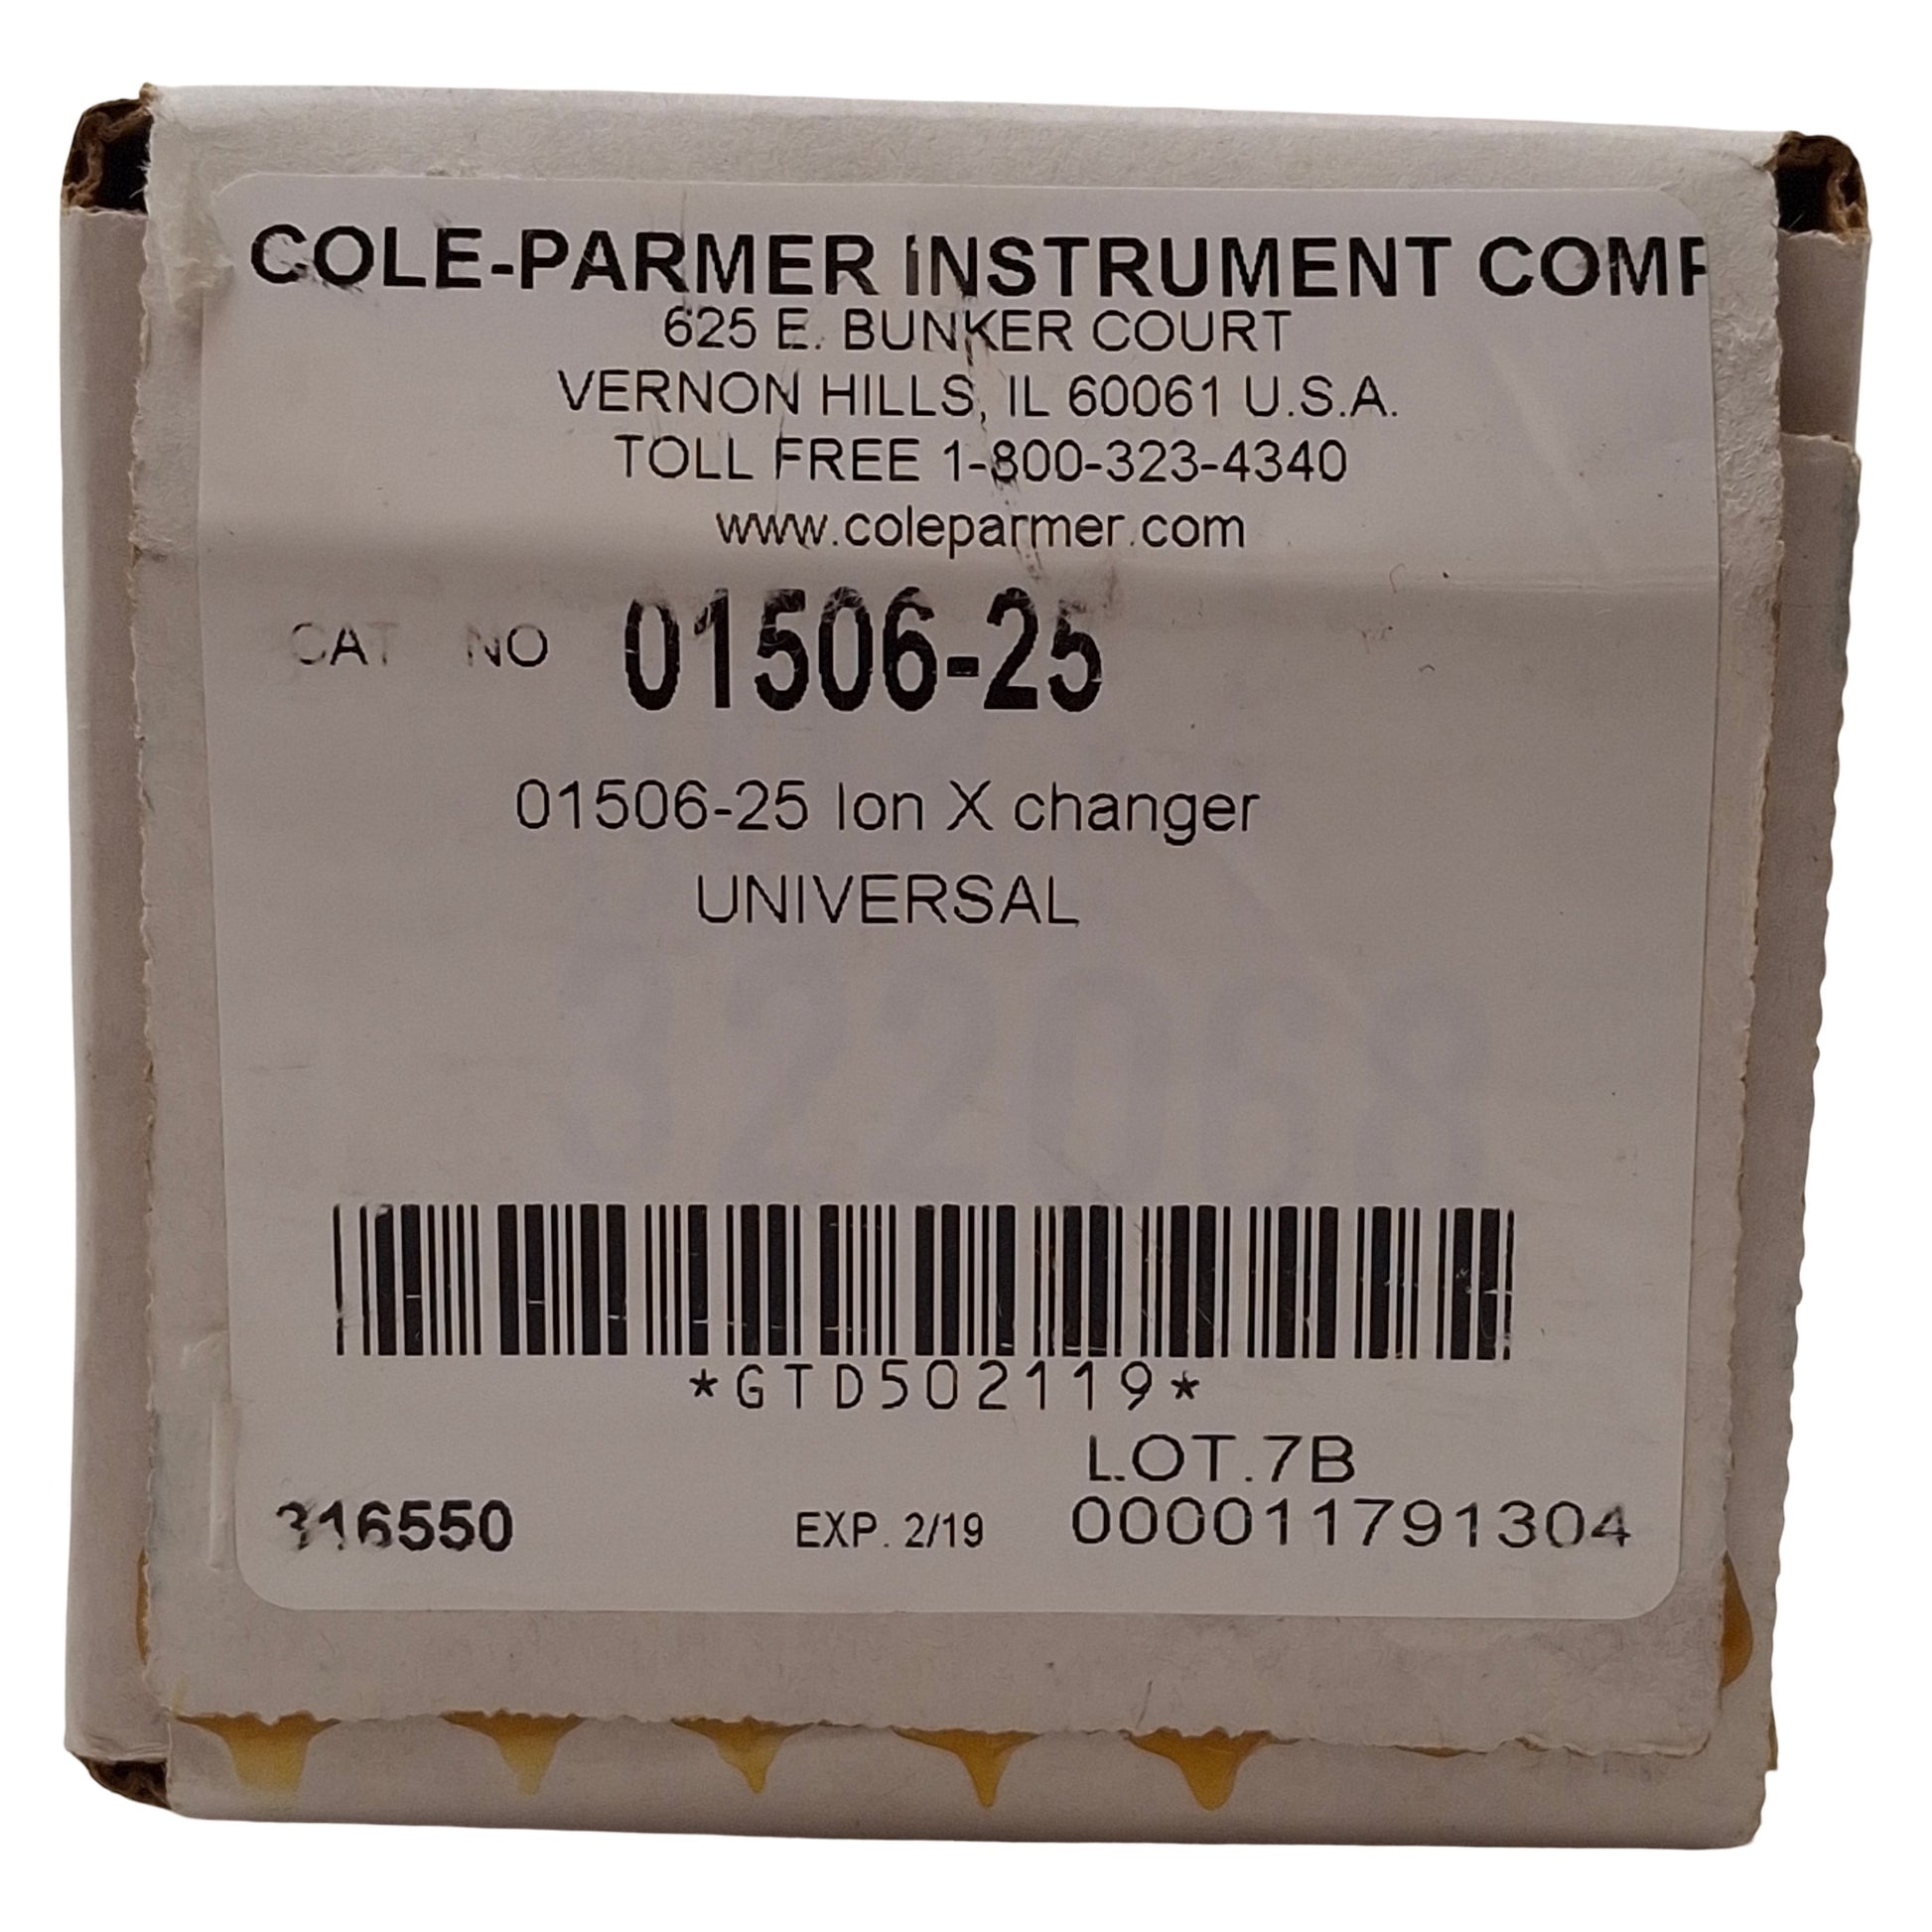 COLE-PARMER INSTRUMENT COMP
625 E. BUNKER COURT
VERNON HILLS, IL 60061 U.S.A.
TOLL FREE 1-800-323-4340
www.coleparmer.com
CAT NO 01506-25
01506-25 Ion X changer
UNIVERSAL
32068
*GTD502119*
LOT.7B
316550 EXP. 2/19 000011791304